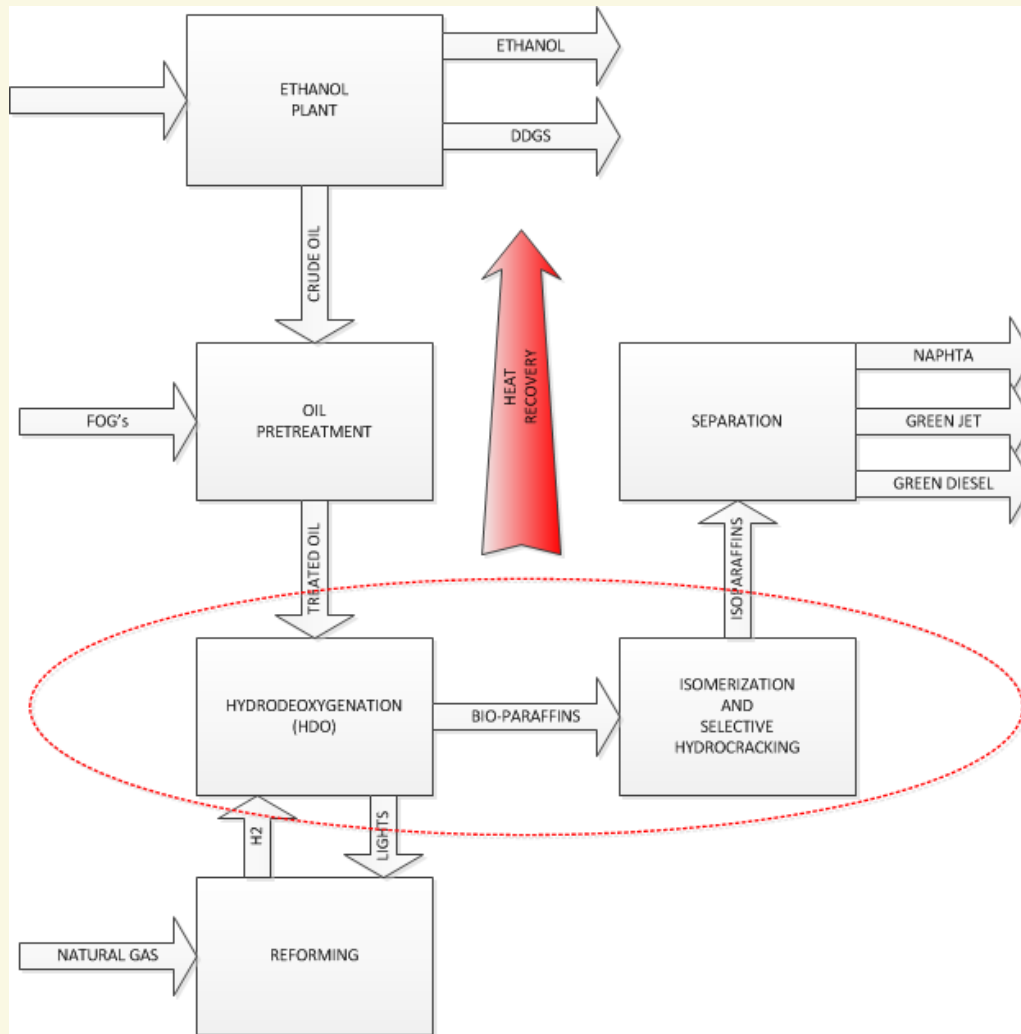 ETHANOL
PLANT
ETHANOL
DDGS
CRUDE OIL
FOG's
OIL
PRETREATMENT
HEAT
RECOVERY
SEPARATION
NAPHTA
GREEN JET
GREEN DIESEL
TREATED OIL
ISOPARAFFINS
HYDRODEOXYGENATION
(HDO)
BIO-PARAFFINS
ISOMERIZATION
AND
SELECTIVE
HYDROCRACKING
H2
LIGHTS
NATURAL GAS
REFORMING